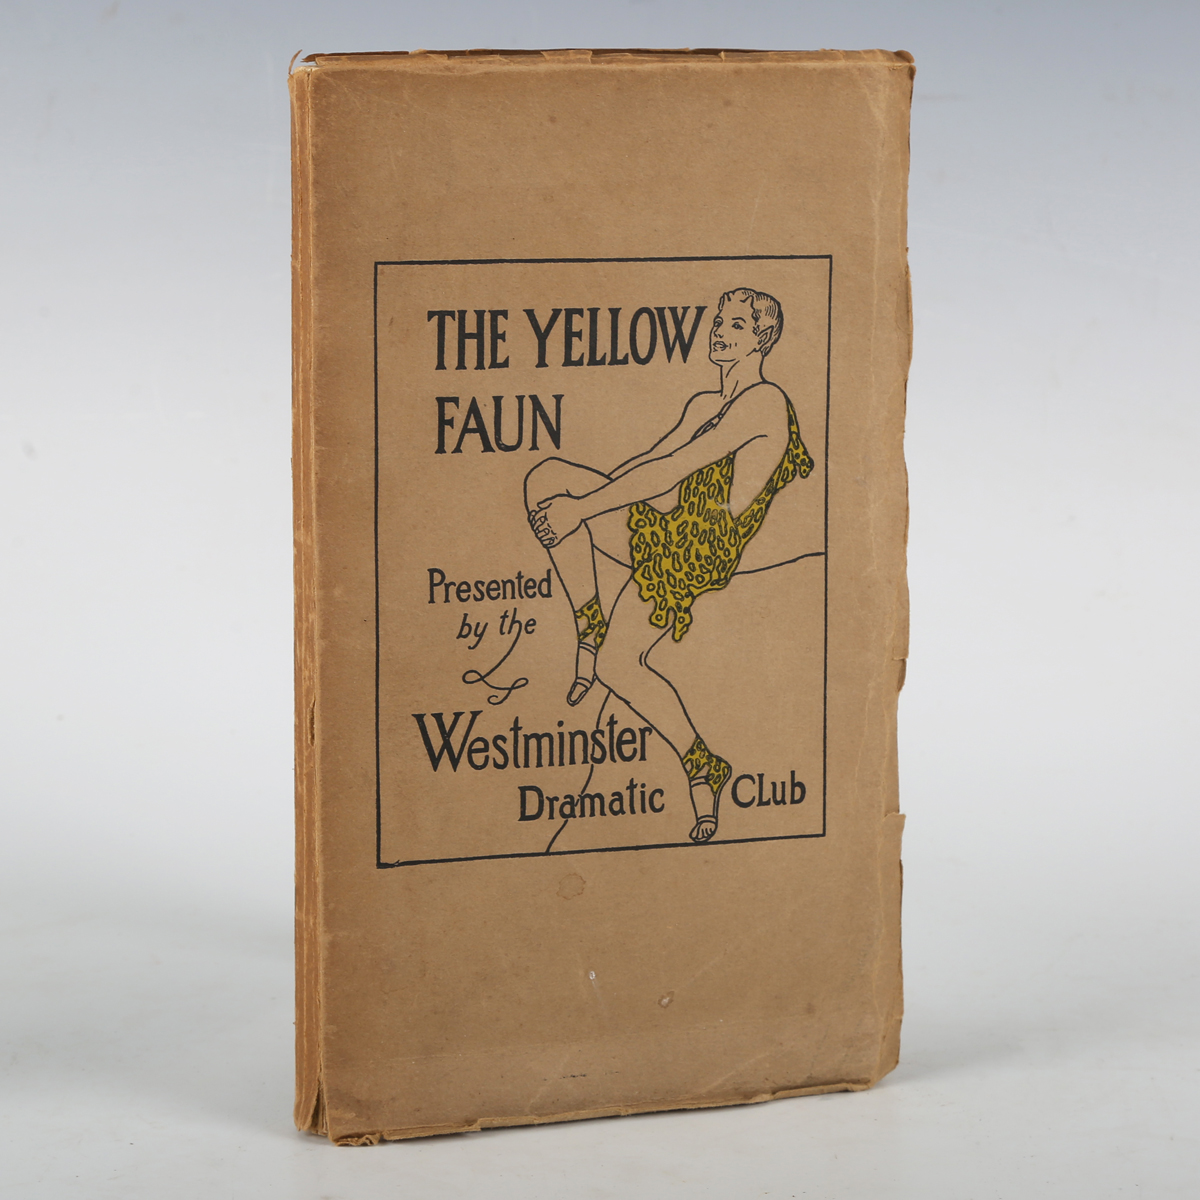 THE YELLOW
FAUN
Presented
by the
Westminster
Dramatic CLub